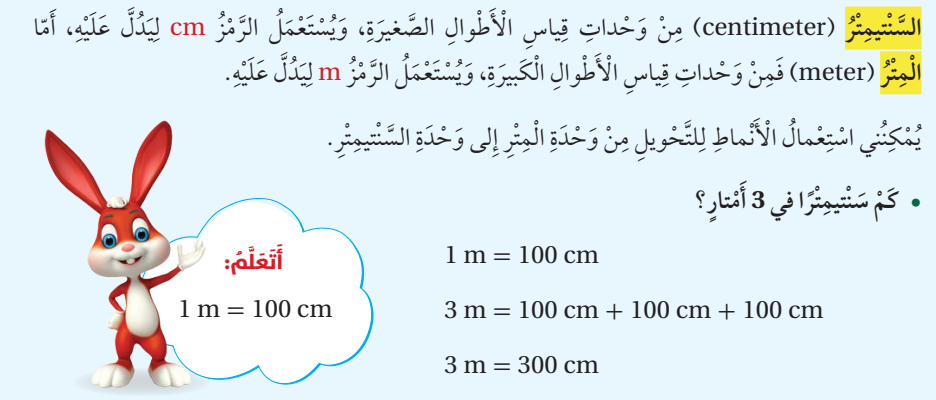 السَّنْتيمِتْرُ (centimeter) مِنْ وَحْداتِ قِياسِ الْأَطْوالِ الصَّغيرَةِ، وَيُسْتَعْمَلُ الرَّمْزُ cm لِيَدُلَّ عَلَيْهِ، أَمّا
الْمِتْرُ (meter) فَمِنْ وَحْداتِ قِياسِ الْأَطْوالِ الْكَبيرَةِ، وَيُسْتَعْمَلُ الرَّمْزُ m لِيَدُلَّ عَلَيْهِ.
يُمْكِنُني اسْتِعْمالُ الْأَنْماطِ لِلتَّحْويلِ مِنْ وَحْدَةِ الْمِتْرِ إِلى وَحْدَةِ السَّنْتيمِتْرِ.
• كَمْ سَنْتيمِتْرًا في 3 أَمْتارٍ؟
1 m = 100 cm
3 m = 100 cm + 100 cm + 100 cm
3 m = 300 cm
أَتَعَلَّمُ:
1 m = 100 cm